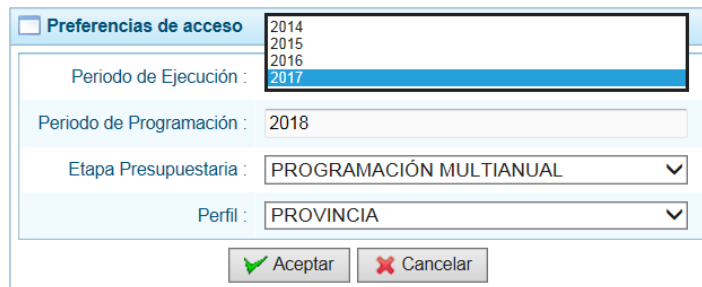 Preferencias de acceso
2014
2015
2016
2017
Periodo de Ejecución :
Periodo de Programación : 2018
Etapa Presupuestaria : PROGRAMACIÓN MULTIANUAL
Perfil : PROVINCIA
Aceptar Cancelar